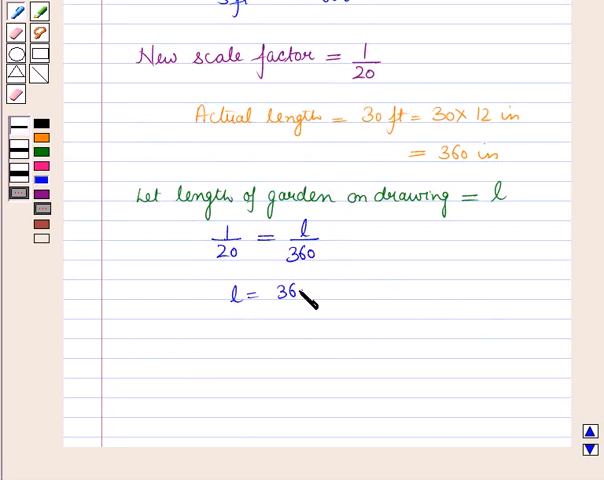 New scale factor = 1/20
Actual length = 30 ft = 30 × 12 in
= 360 in
Let length of garden on drawing = l
1/20 = l/360
l = 36